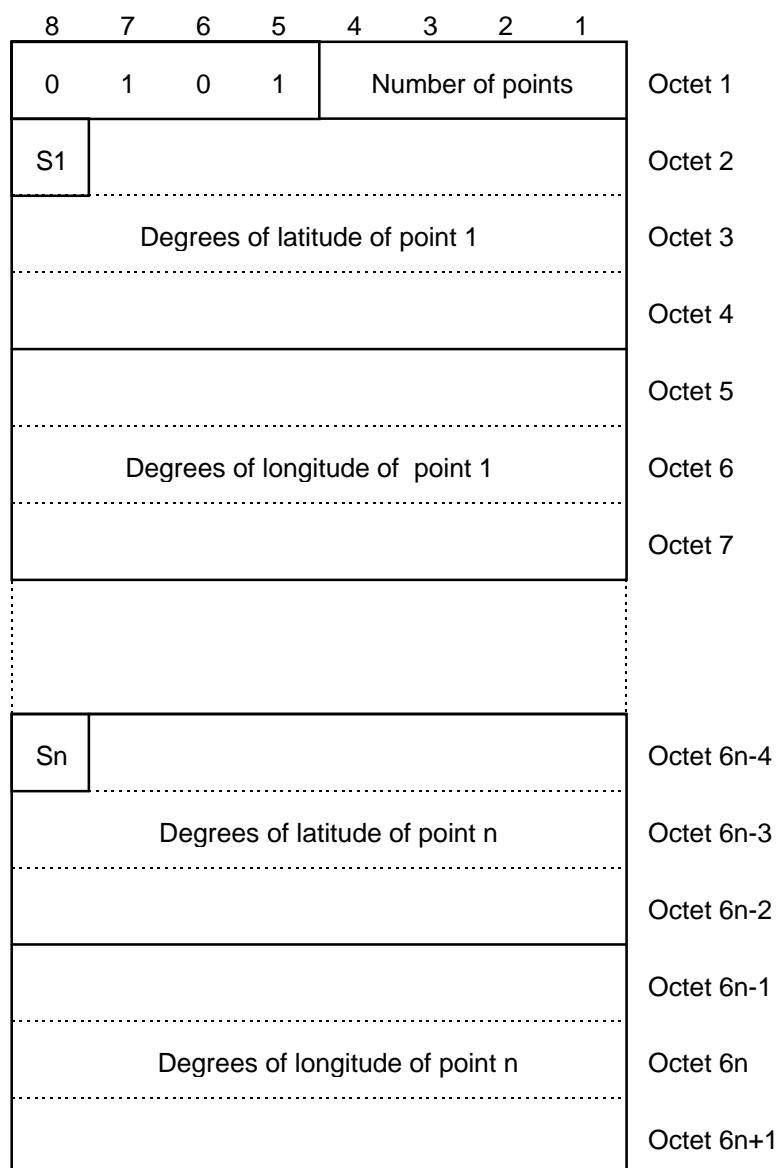 8 7 6 5 4 3 2 1
0 1 0 1 Number of points Octet 1
S1 Octet 2
Degrees of latitude of point 1 Octet 3
Octet 4
Octet 5
Degrees of longitude of point 1 Octet 6
Octet 7
Sn Octet 6n-4
Degrees of latitude of point n Octet 6n-3
Octet 6n-2
Octet 6n-1
Degrees of longitude of point n Octet 6n
Octet 6n+1